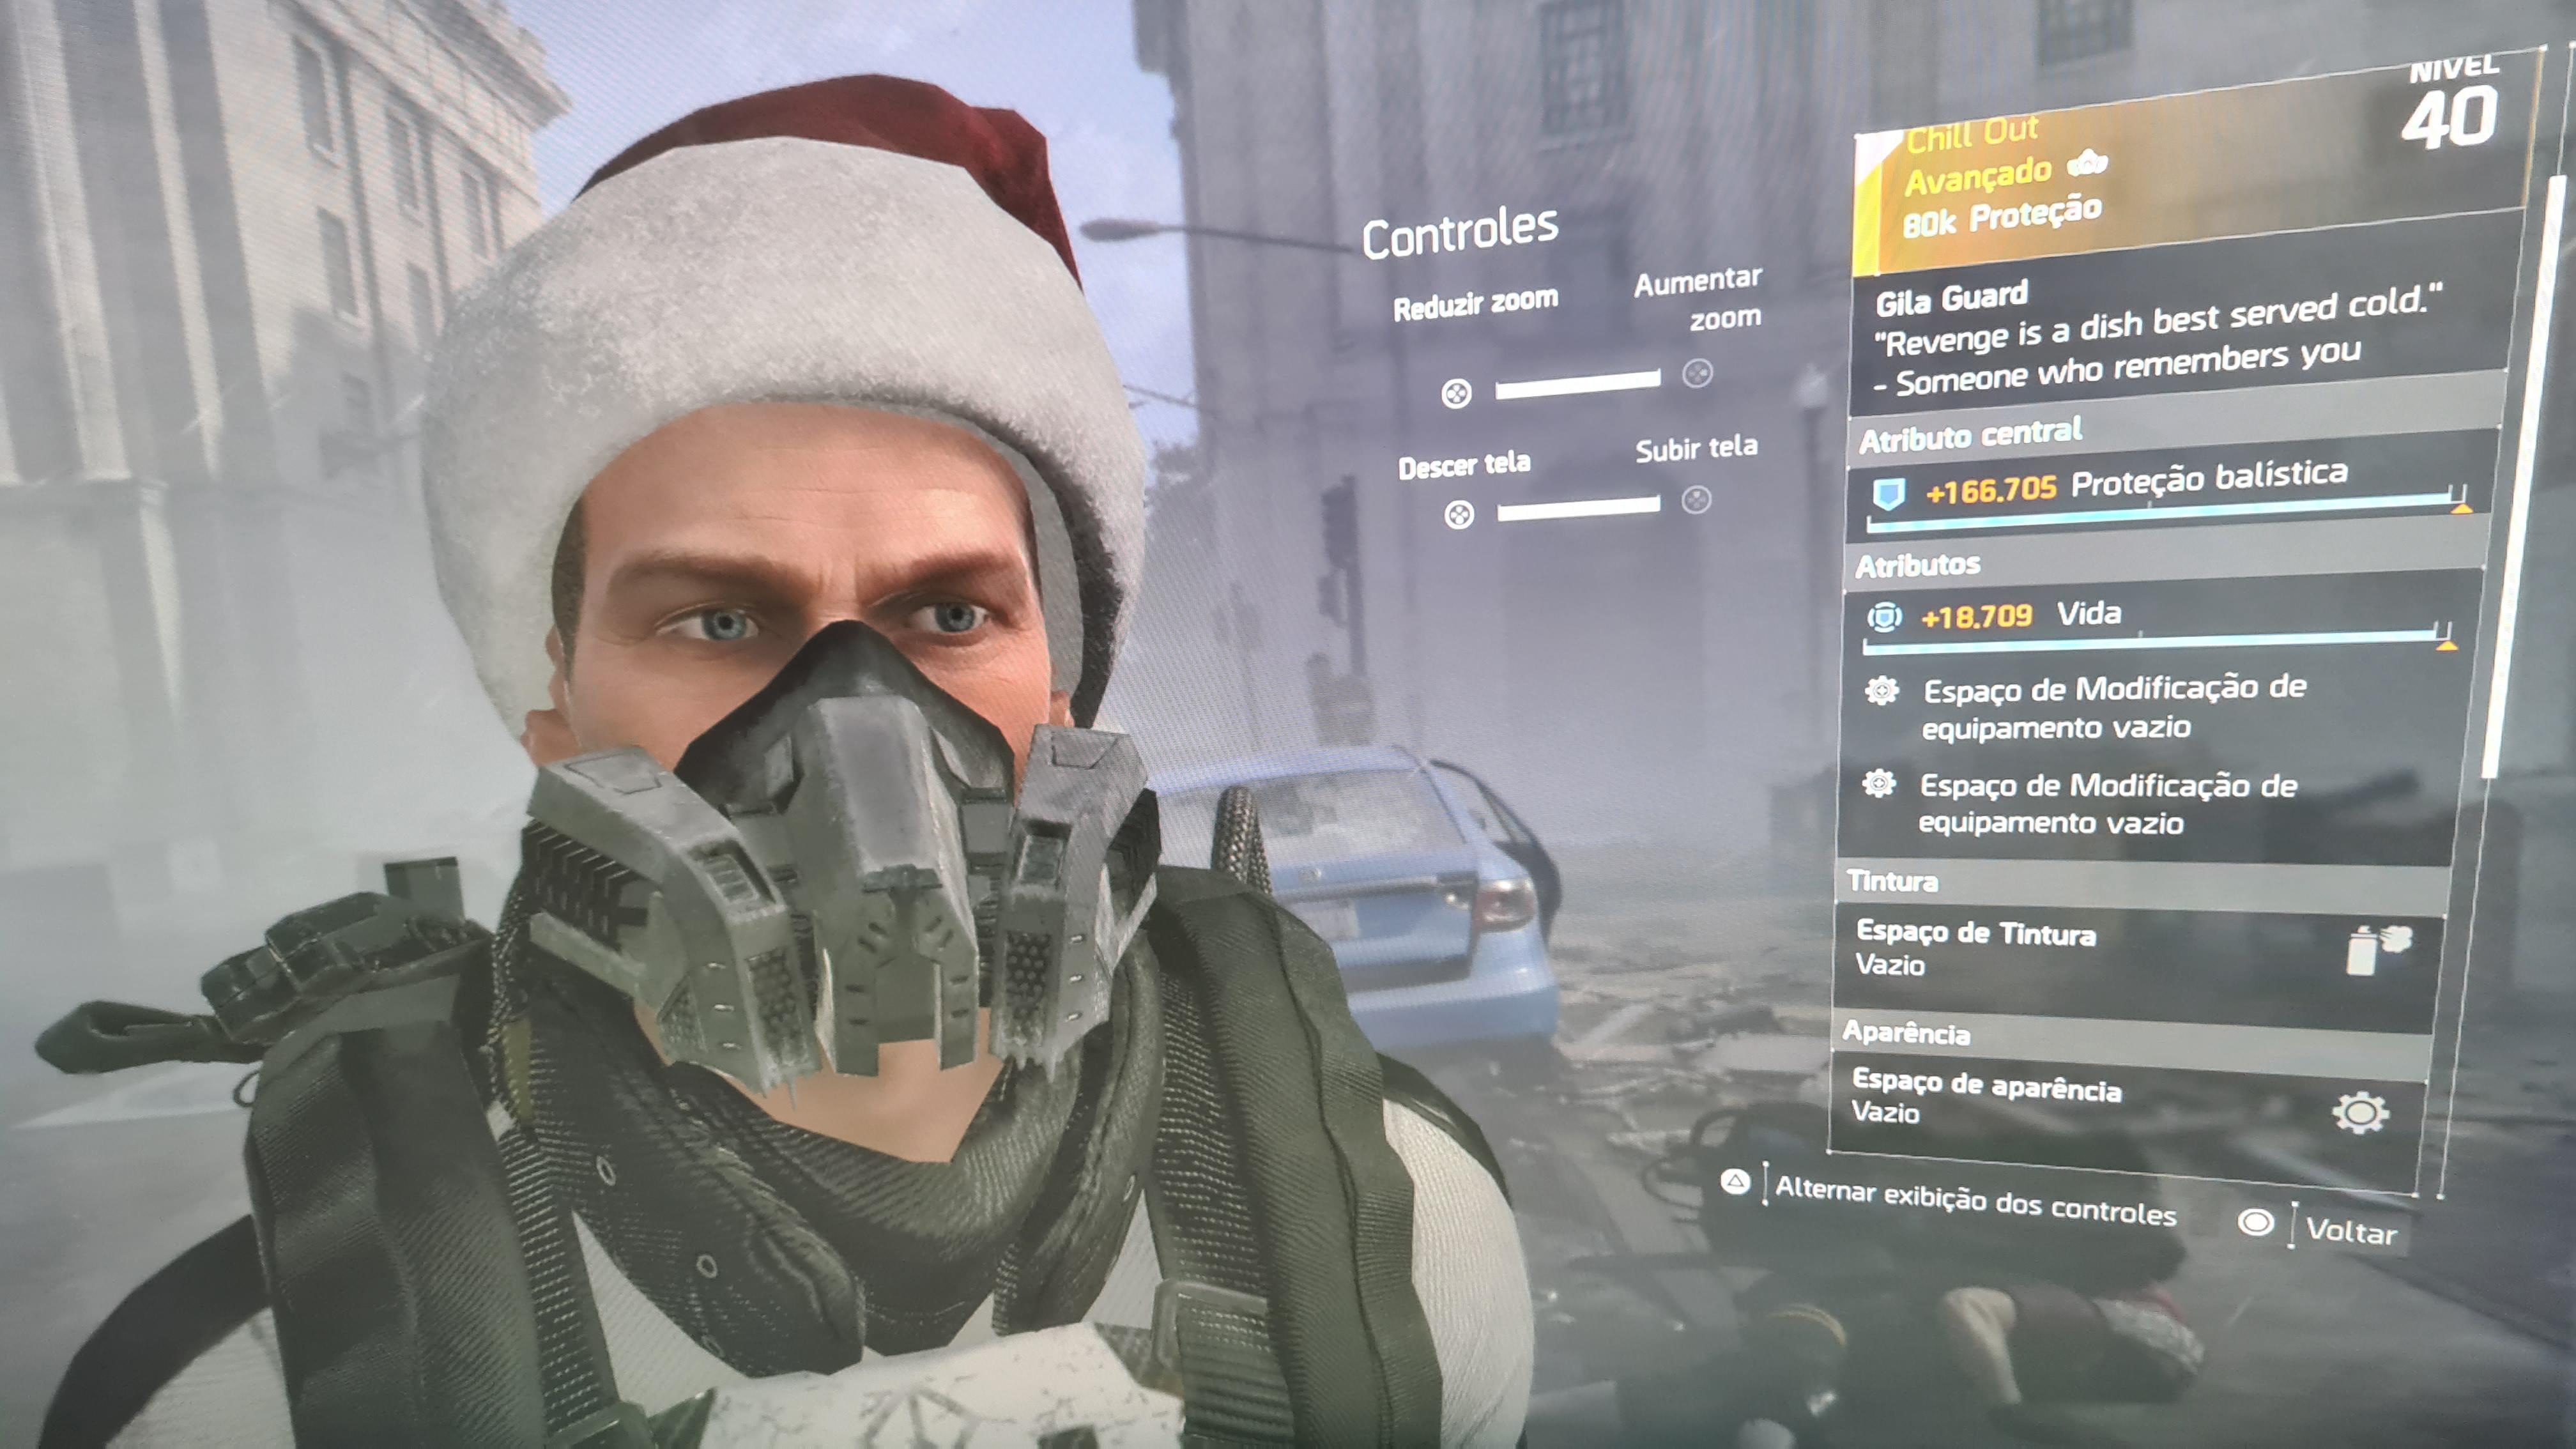 Controles
Reduzir zoom
Aumentar
zoom
Descer tela
Subir tela
NÍVEL
40
Chill Out
Avançado
80k Proteção
Gila Guard
"Revenge is a dish best served cold."
- Someone who remembers you
Atributo central
+166.705 Proteção balística
Atributos
+18.709 Vida
Espaço de Modificação de
equipamento vazio
Espaço de Modificação de
equipamento vazio
Tintura
Espaço de Tintura
Vazio
Aparência
Espaço de aparência
Vazio
Alternar exibição dos controles
Voltar